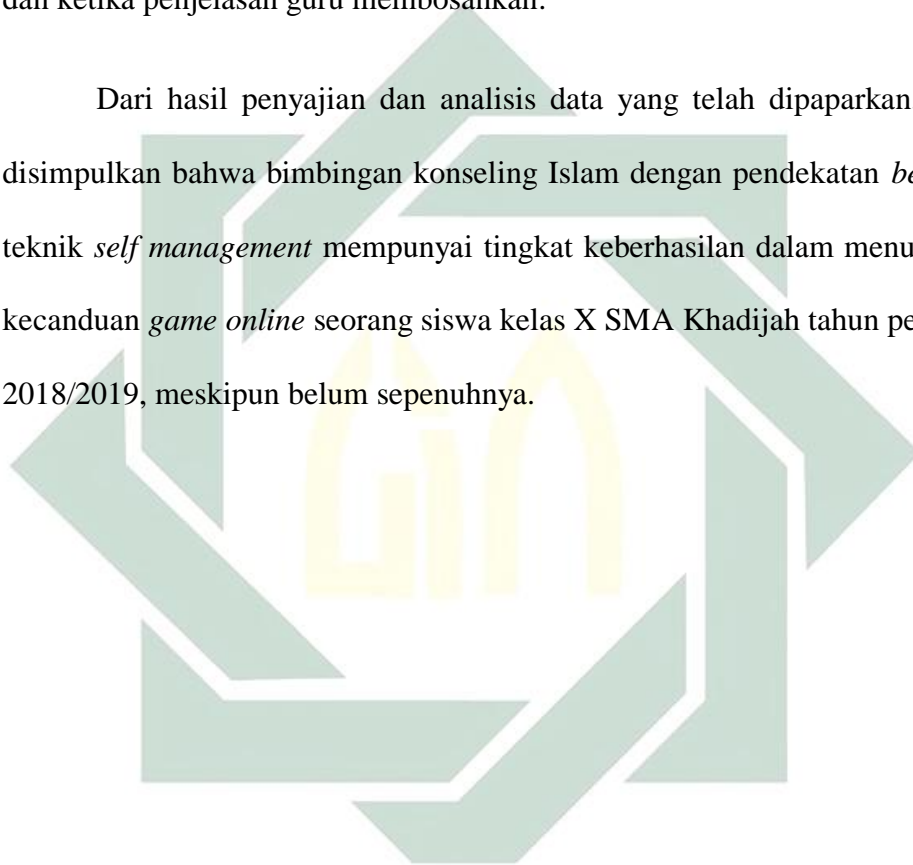 dan ketika penjelasan guru membosankan.
Dari hasil penyajian dan analisis data yang telah dipaparkan
disimpulkan bahwa bimbingan konseling Islam dengan pendekatan
teknik self management mempunyai tingkat keberhasilan dalam
kecanduan game online seorang siswa kelas X SMA Khadijah tahun
2018/2019, meskipun belum sepenuhnya.